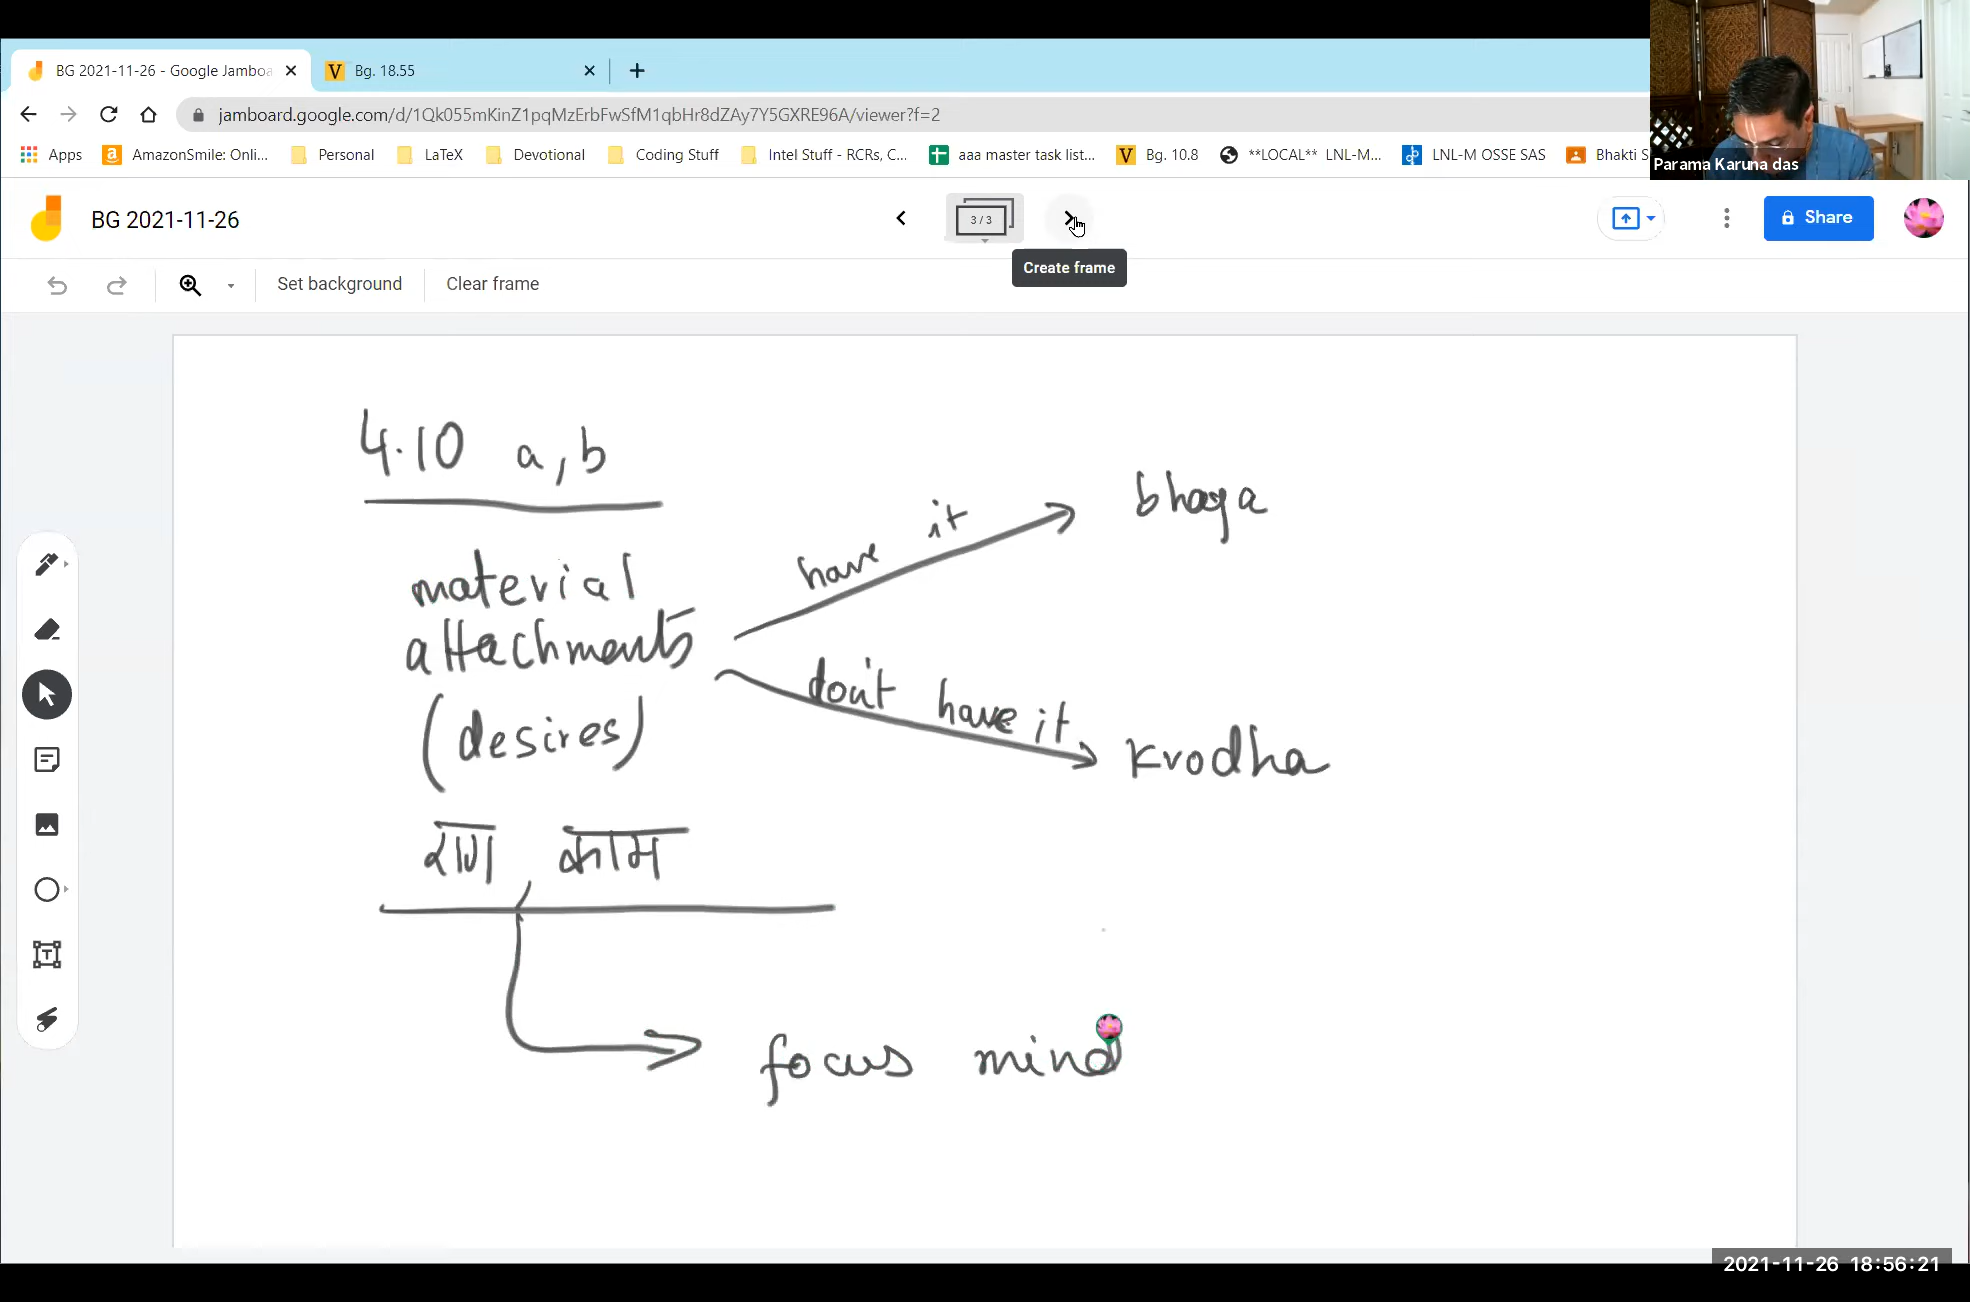 BG 2021-11-26 - Google Jamboa
Bg. 18.55
jamboard.google.com/d/1Qk055mKinZ1pqMzErbFwSfM1qbHr8dZAy7Y5GXRE96A/viewer?f=2
Apps AmazonSmile: Onli... Personal LaTeX Devotional Coding Stuff Intel Stuff - RCRs, C... aaa master task list... Bg. 10.8 **LOCAL** LNL-M... LNL-M OSSE SAS Bhakti S
Parama Karuna das
BG 2021-11-26
3 / 3
Share
Create frame
Set background Clear frame
4.10 a, b
material
attachments
(desires)
have it
bhaya
don't have it
krodha
राग, काम
focus mind
2021-11-26 18:56:21